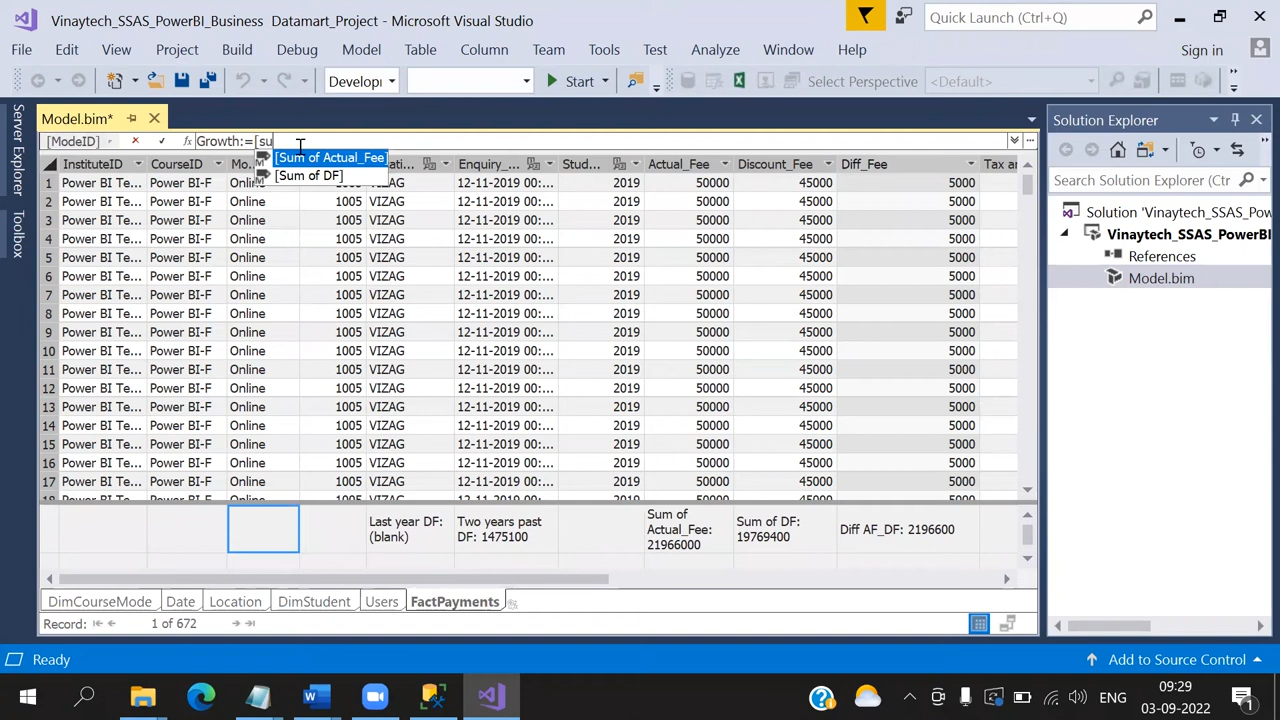 Vinaytech_SSAS_PowerBI_Business Datamart_Project - Microsoft Visual Studio
Quick Launch (Ctrl+Q)
File Edit View Project Build Debug Model Table Column Team Tools Test Analyze Window Help Sign in
Develop Start Select Perspective <Default>
Server Explorer
Toolbox
Model.bim*
[ModeID] fx Growth:=[su
[Sum of Actual_Fee]
[Sum of DF]
InstituteID CourseID Mo... Enquiry_... Stud... Actual_Fee Discount_Fee Diff_Fee Tax a
1 Power BI Te... Power BI-F Online VIZAG 12-11-2019 00:... 2019 50000 45000 5000
2 Power BI Te... Power BI-F Online 1005 VIZAG 12-11-2019 00:... 2019 50000 45000 5000
3 Power BI Te... Power BI-F Online 1005 VIZAG 12-11-2019 00:... 2019 50000 45000 5000
4 Power BI Te... Power BI-F Online 1005 VIZAG 12-11-2019 00:... 2019 50000 45000 5000
5 Power BI Te... Power BI-F Online 1005 VIZAG 12-11-2019 00:... 2019 50000 45000 5000
6 Power BI Te... Power BI-F Online 1005 VIZAG 12-11-2019 00:... 2019 50000 45000 5000
7 Power BI Te... Power BI-F Online 1005 VIZAG 12-11-2019 00:... 2019 50000 45000 5000
8 Power BI Te... Power BI-F Online 1005 VIZAG 12-11-2019 00:... 2019 50000 45000 5000
9 Power BI Te... Power BI-F Online 1005 VIZAG 12-11-2019 00:... 2019 50000 45000 5000
10 Power BI Te... Power BI-F Online 1005 VIZAG 12-11-2019 00:... 2019 50000 45000 5000
11 Power BI Te... Power BI-F Online 1005 VIZAG 12-11-2019 00:... 2019 50000 45000 5000
12 Power BI Te... Power BI-F Online 1005 VIZAG 12-11-2019 00:... 2019 50000 45000 5000
13 Power BI Te... Power BI-F Online 1005 VIZAG 12-11-2019 00:... 2019 50000 45000 5000
14 Power BI Te... Power BI-F Online 1005 VIZAG 12-11-2019 00:... 2019 50000 45000 5000
15 Power BI Te... Power BI-F Online 1005 VIZAG 12-11-2019 00:... 2019 50000 45000 5000
16 Power BI Te... Power BI-F Online 1005 VIZAG 12-11-2019 00:... 2019 50000 45000 5000
17 Power BI Te... Power BI-F Online 1005 VIZAG 12-11-2019 00:... 2019 50000 45000 5000
Last year DF:
(blank)
Two years past
DF: 1475100
Sum of
Actual_Fee:
21966000
Sum of DF:
19769400
Diff AF_DF: 2196600
DimCourseMode Date Location DimStudent Users FactPayments
Record: 1 of 672
Solution Explorer
Search Solution Explorer (Ctr
Solution 'Vinaytech_SSAS_Pow
Vinaytech_SSAS_PowerBI
References
Model.bim
Ready Add to Source Control
ENG 09:29
03-09-2022
1